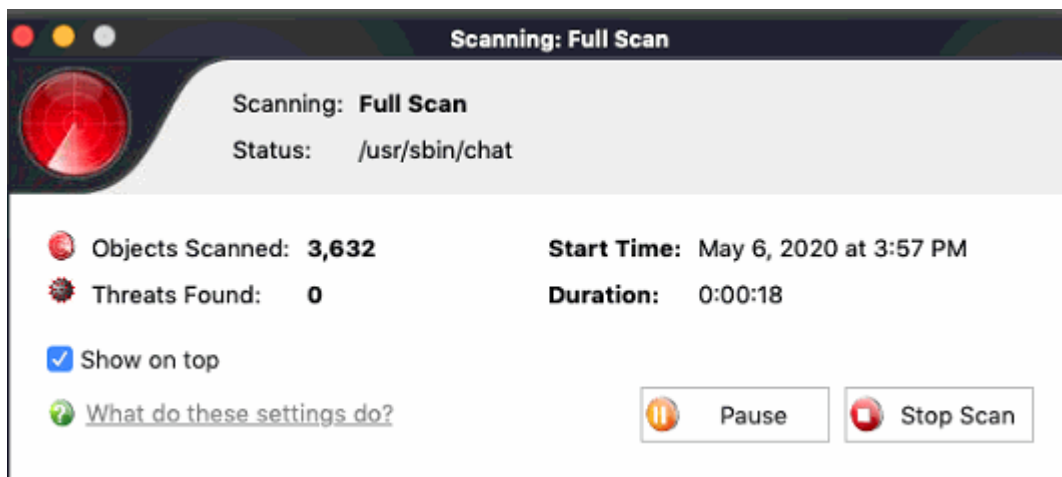 Scanning: Full Scan
Scanning: Full Scan
Status: /usr/sbin/chat
Objects Scanned: 3,632 Start Time: May 6, 2020 at 3:57 PM
Threats Found: 0 Duration: 0:00:18
Show on top
What do these settings do? Pause Stop Scan